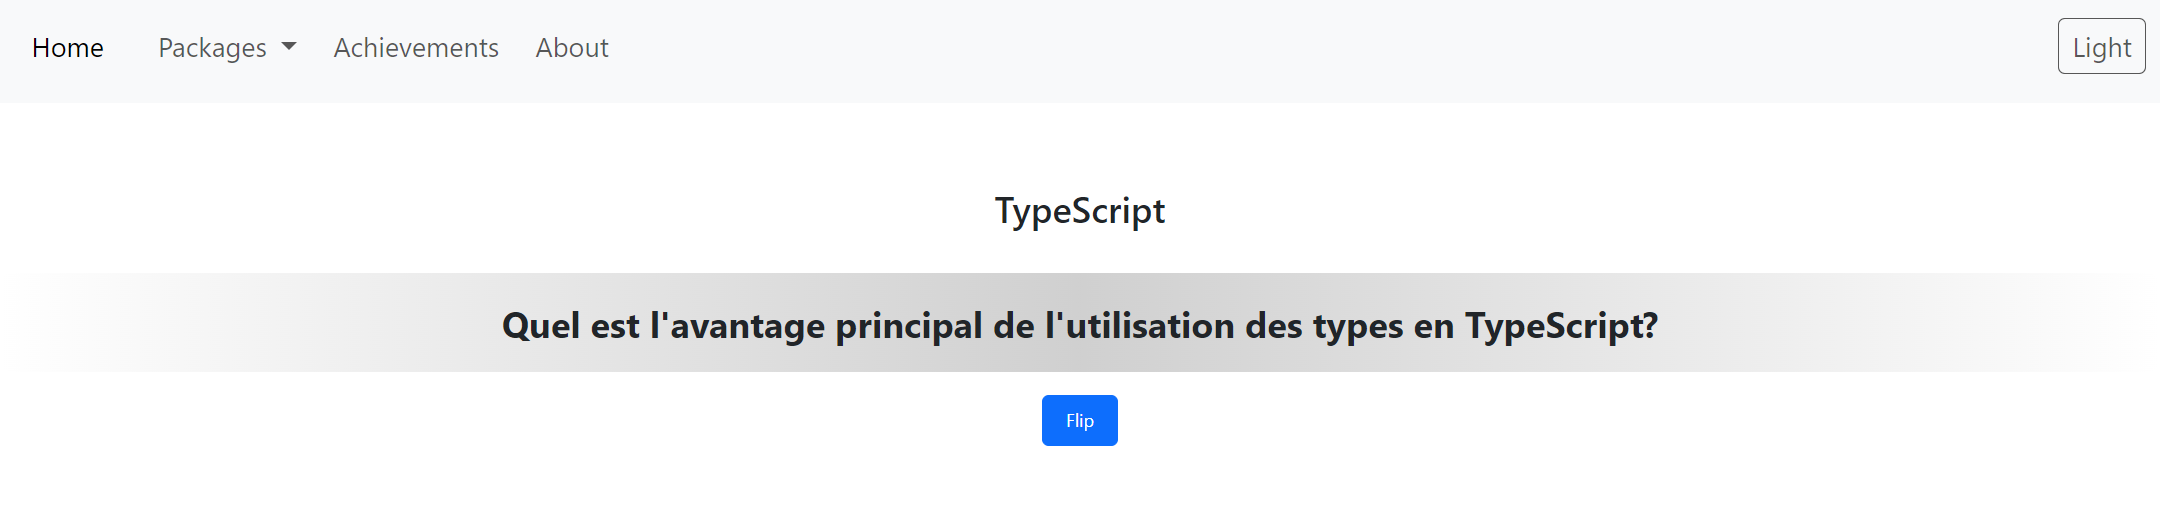 Home Packages Achievements About Light
TypeScript
Quel est l'avantage principal de l'utilisation des types en TypeScript?
Flip